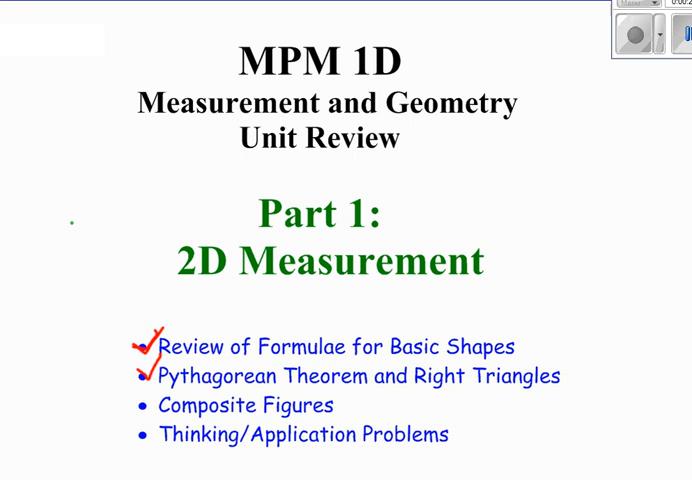 MPM 1D
Measurement and Geometry
Unit Review
Part 1:
2D Measurement
• Review of Formulae for Basic Shapes
• Pythagorean Theorem and Right Triangles
• Composite Figures
• Thinking/Application Problems